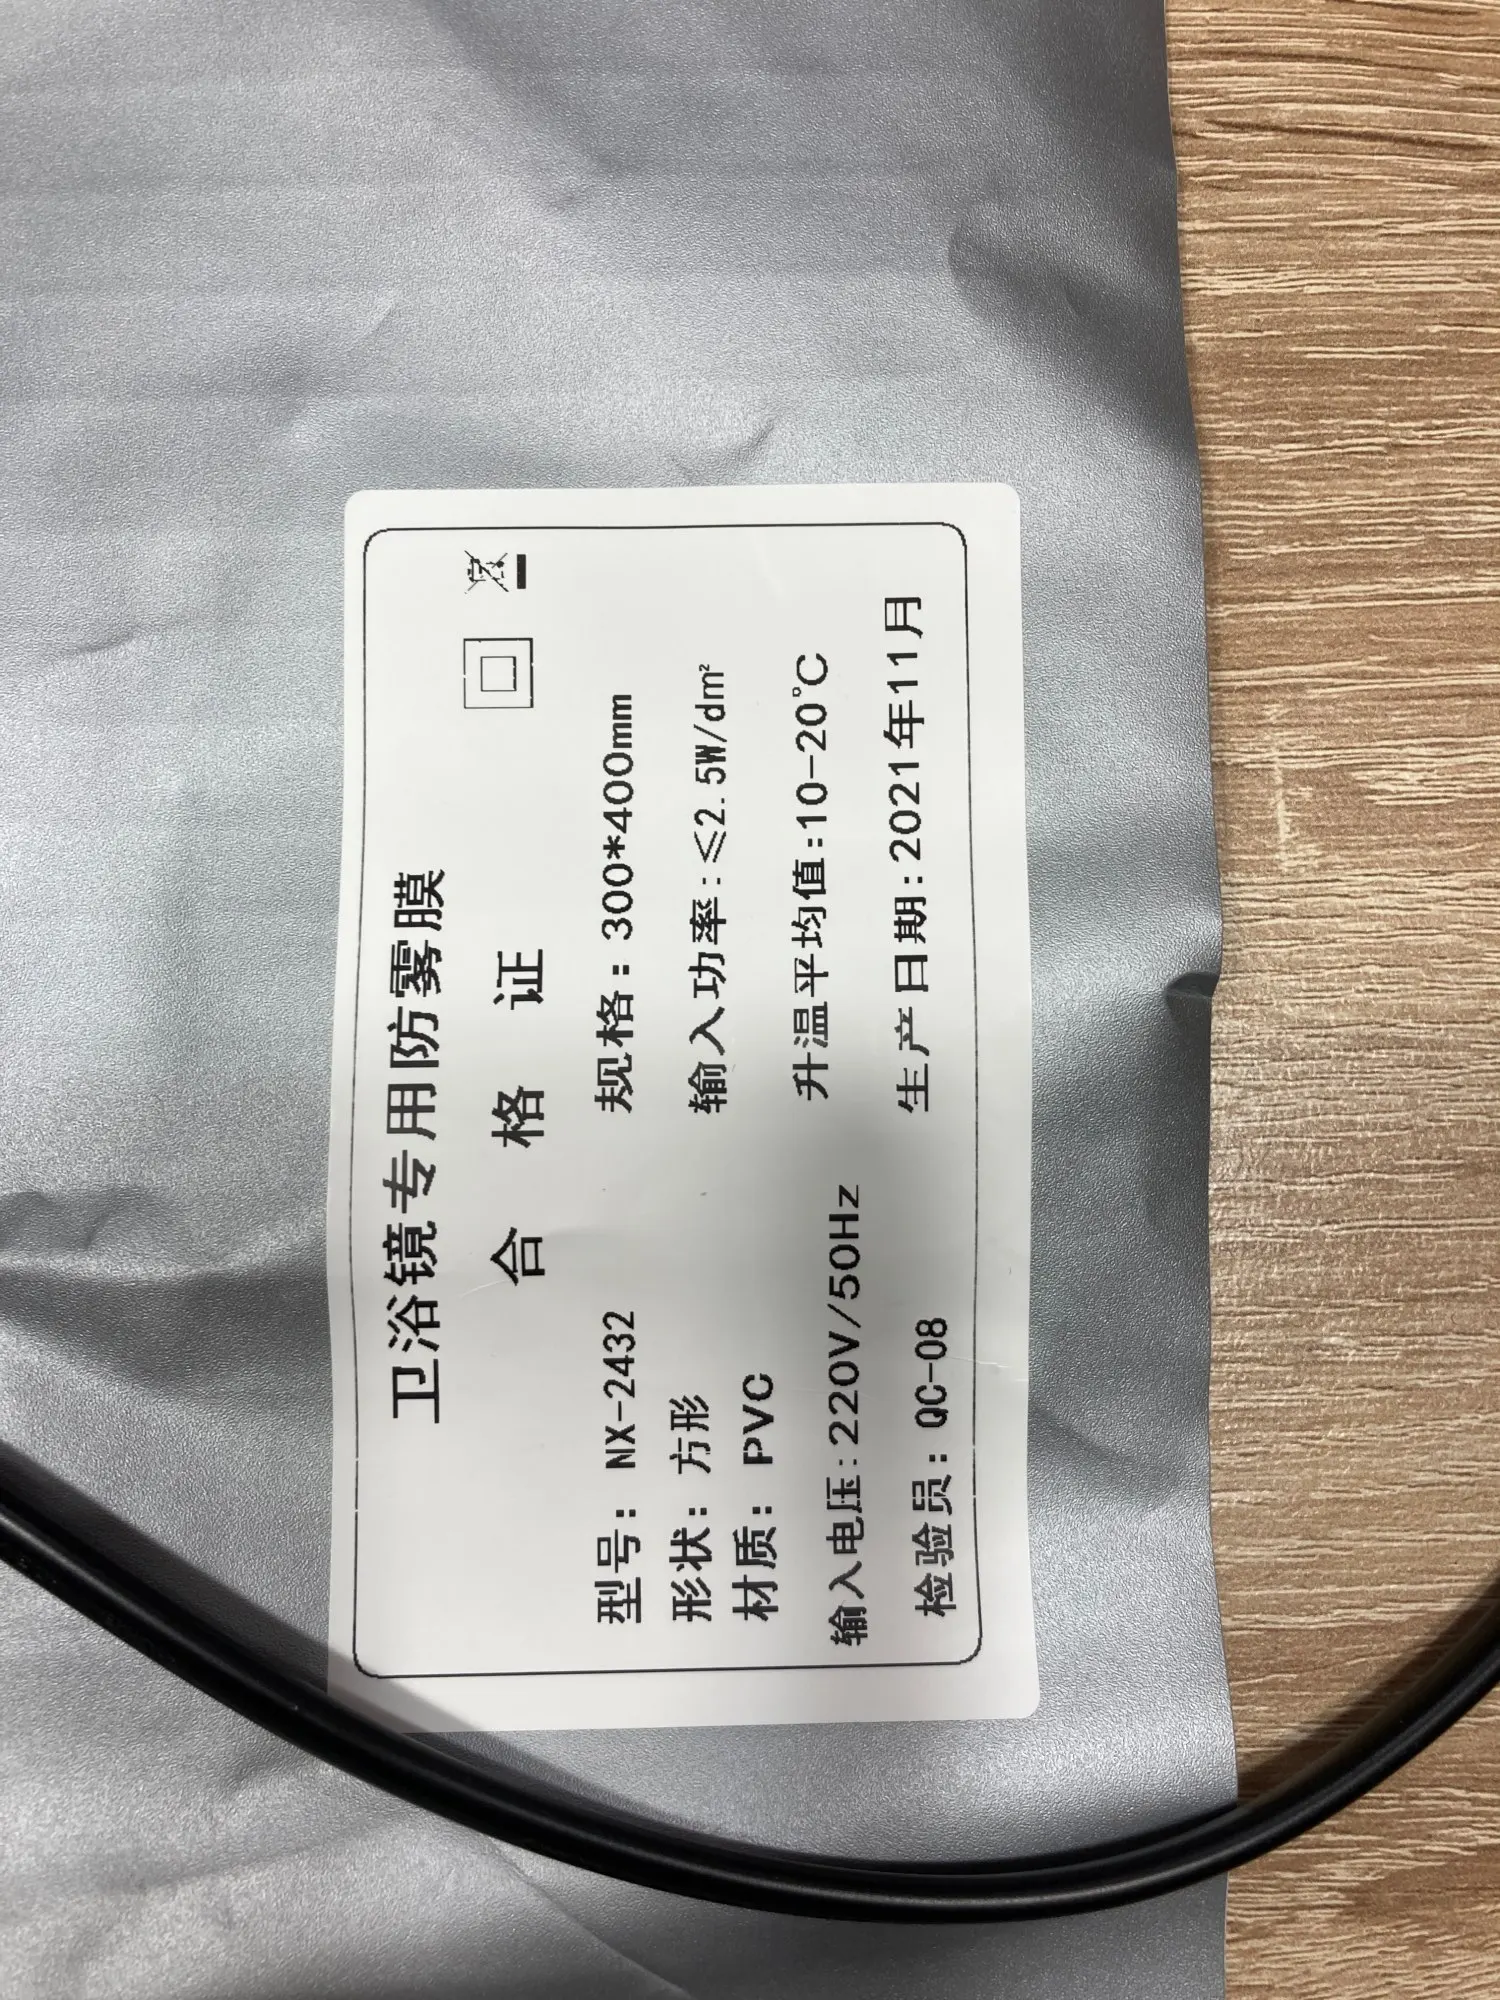 卫浴镜专用防雾膜
合格证
型号：NX-2432
规格：300*400mm
形状：方形
输入功率：≤2.5W/dm²
材质：PVC
升温平均值：10-20℃
输入电压：220V/50Hz
生产日期：2021年11月
检验员：QC-08